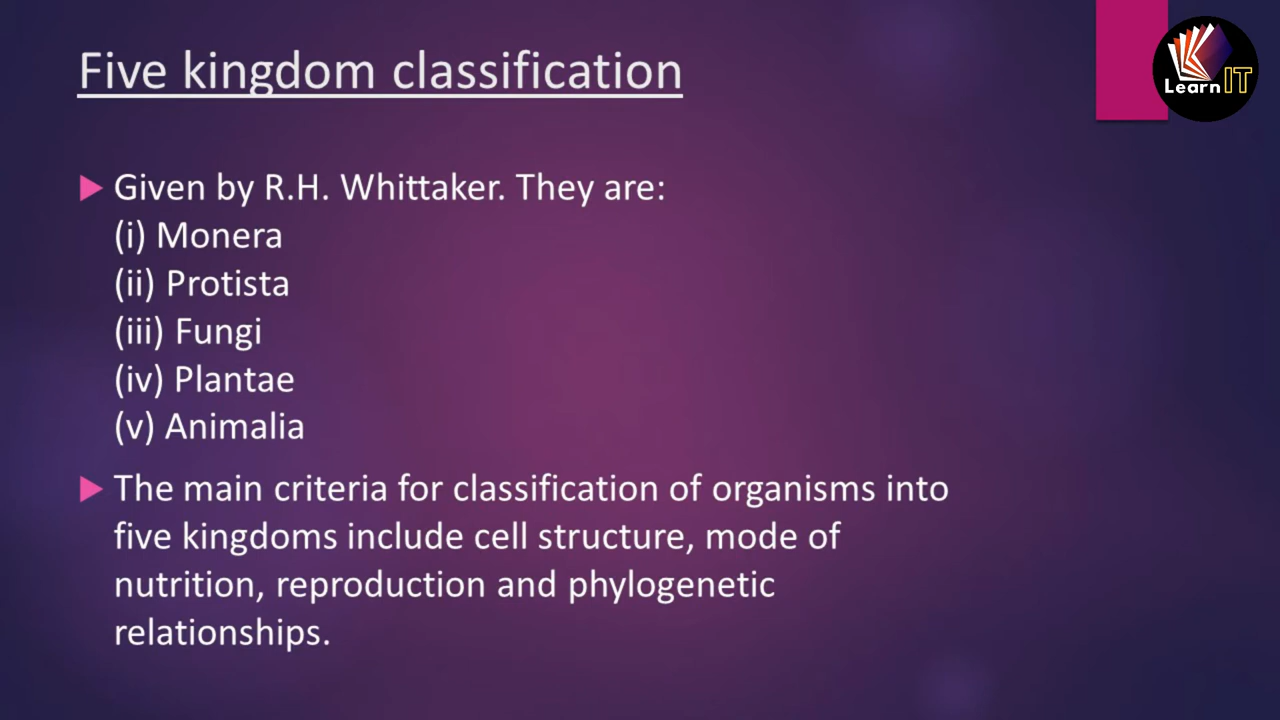 Five kingdom classification
Learn IT
Given by R.H. Whittaker. They are:
(i) Monera
(ii) Protista
(iii) Fungi
(iv) Plantae
(v) Animalia
The main criteria for classification of organisms into
five kingdoms include cell structure, mode of
nutrition, reproduction and phylogenetic
relationships.